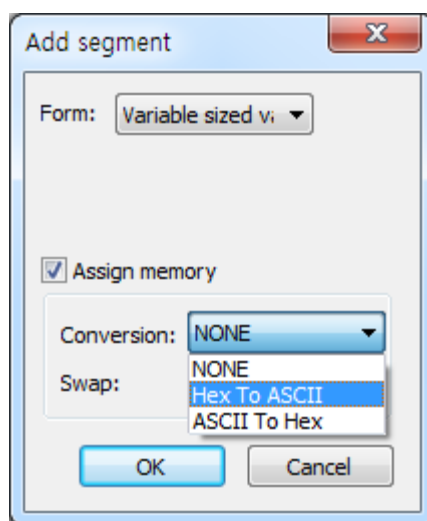 Add segment
Form: Variable sized v
Assign memory
Conversion: NONE
NONE
Swap:
Hex To ASCII
ASCII To Hex
OK Cancel